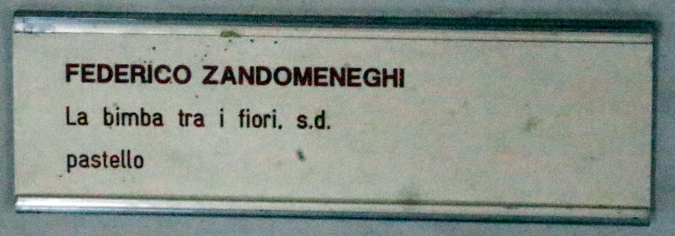 FEDERICO ZANDOMENEGHI
La bimba tra i fiori. s.d.
pastello